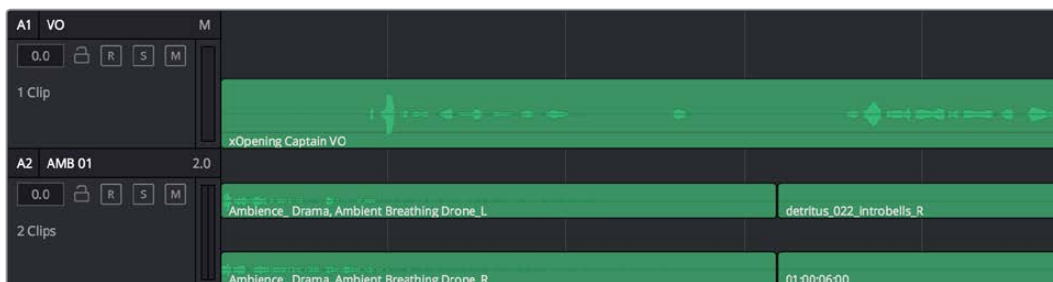 A1 VO M
0.0 R S M
1 Clip
xOpening Captain VO
A2 AMB 01 2.0
0.0 R S M
Ambience_ Drama, Ambient Breathing Drone_L detritus_022_introbells_R
2 Clips
Ambience_ Drama, Ambient Breathing Drone_R 01:00:06:00